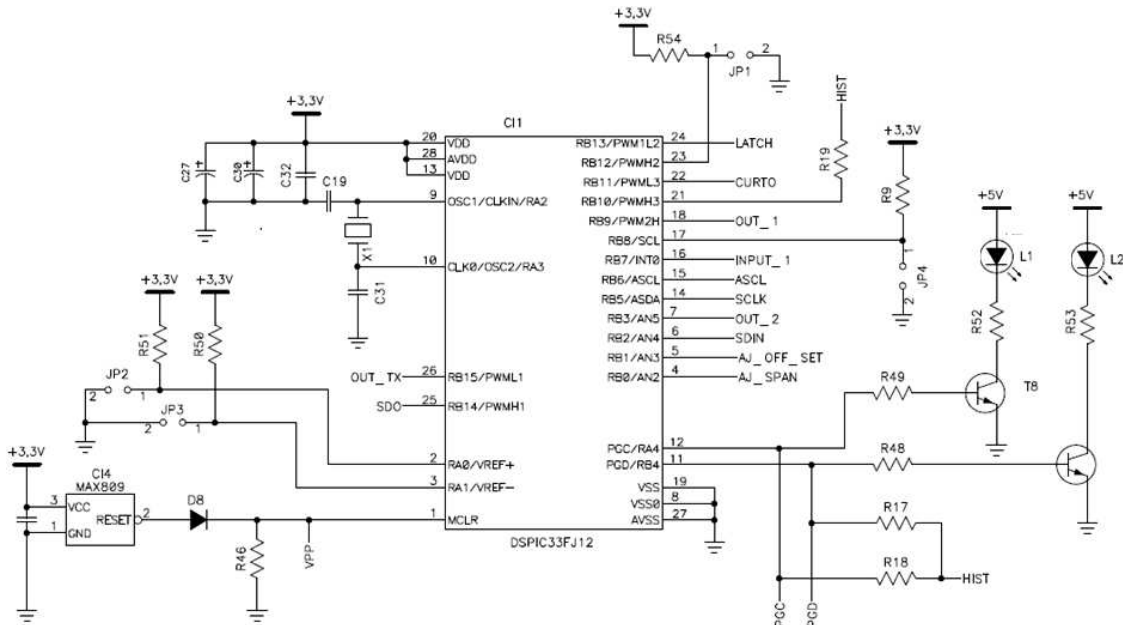 +3,3V
R54
1
2
JP1
+3,3V
CI1
HIST
+3,3V
C27
C30
C32
C19
20
VDD
28
AVDD
13
VDD
9
OSC1/CLKIN/RA2
X1
10
CLK0/OSC2/RA3
C31
RB13/PWM1L2
24
LATCH
RB12/PWMH2
23
RB11/PWML3
22
CURTO
RB10/PWMH3
21
R19
RB9/PWM2H
18
OUT_1
RB8/SCL
17
R9
RB7/INT0
16
INPUT_1
RB6/ASCL
15
ASCL
RB5/ASDA
14
SCLK
RB3/AN5
7
OUT_2
RB2/AN4
6
SDIN
RB1/AN3
5
AJ_OFF_SET
RB0/AN2
4
AJ_SPAN
1
JP4
2
+5V
L1
R52
+5V
L2
R53
+3,3V
+3,3V
R51
R50
JP2
2
1
JP3
2
1
OUT_TX
26
RB15/PWML1
SDO
25
RB14/PWMH1
R49
T8
PGC/RA4
12
PGD/RB4
11
R48
2
RA0/VREF+
3
RA1/VREF-
VSS
19
VSS0
8
AVSS
27
1
MCLR
DSPIC33FJ12
+3,3V
CI4
MAX809
3
VCC
RESET
2
1
GND
D8
R46
VPP
R17
R18
HIST
PGC
PGD